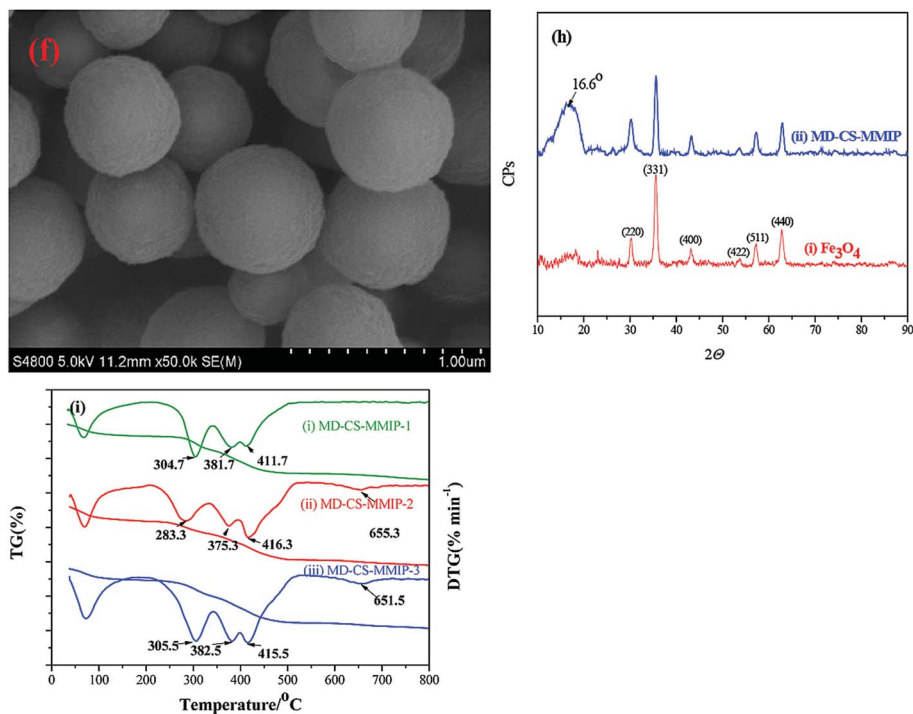 (f)
S4800 5.0kV 11.2mm x50.0k SE(M)
1.00um
(h)
16.6°
(ii) MD-CS-MMIP
(331)
(220)
(400)
(422)
(511)
(440)
(i) Fe3O4
CPs
10 20 30 40 50 60 70 80 90
2Θ
(i)
(i) MD-CS-MMIP-1
304.7
381.7
411.7
(ii) MD-CS-MMIP-2
283.3
375.3
416.3
655.3
(iii) MD-CS-MMIP-3
651.5
305.5
382.5
415.5
TG(%)
DTG(% min-1)
0 100 200 300 400 500 600 700 800
Temperature/⁰C